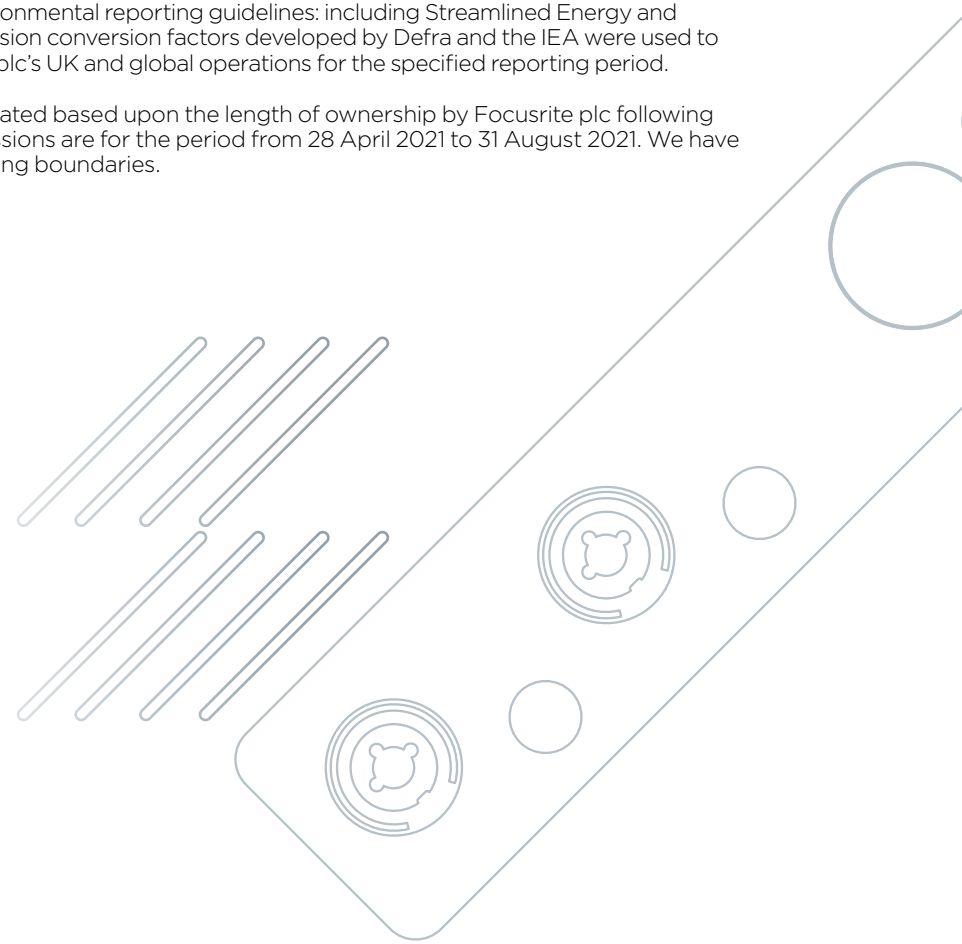 onmental reporting guidelines: including Streamlined Energy and
sion conversion factors developed by Defra and the IEA were used to
plc's UK and global operations for the specified reporting period.
ated based upon the length of ownership by Focusrite plc following
ssions are for the period from 28 April 2021 to 31 August 2021. We have
ng boundaries.